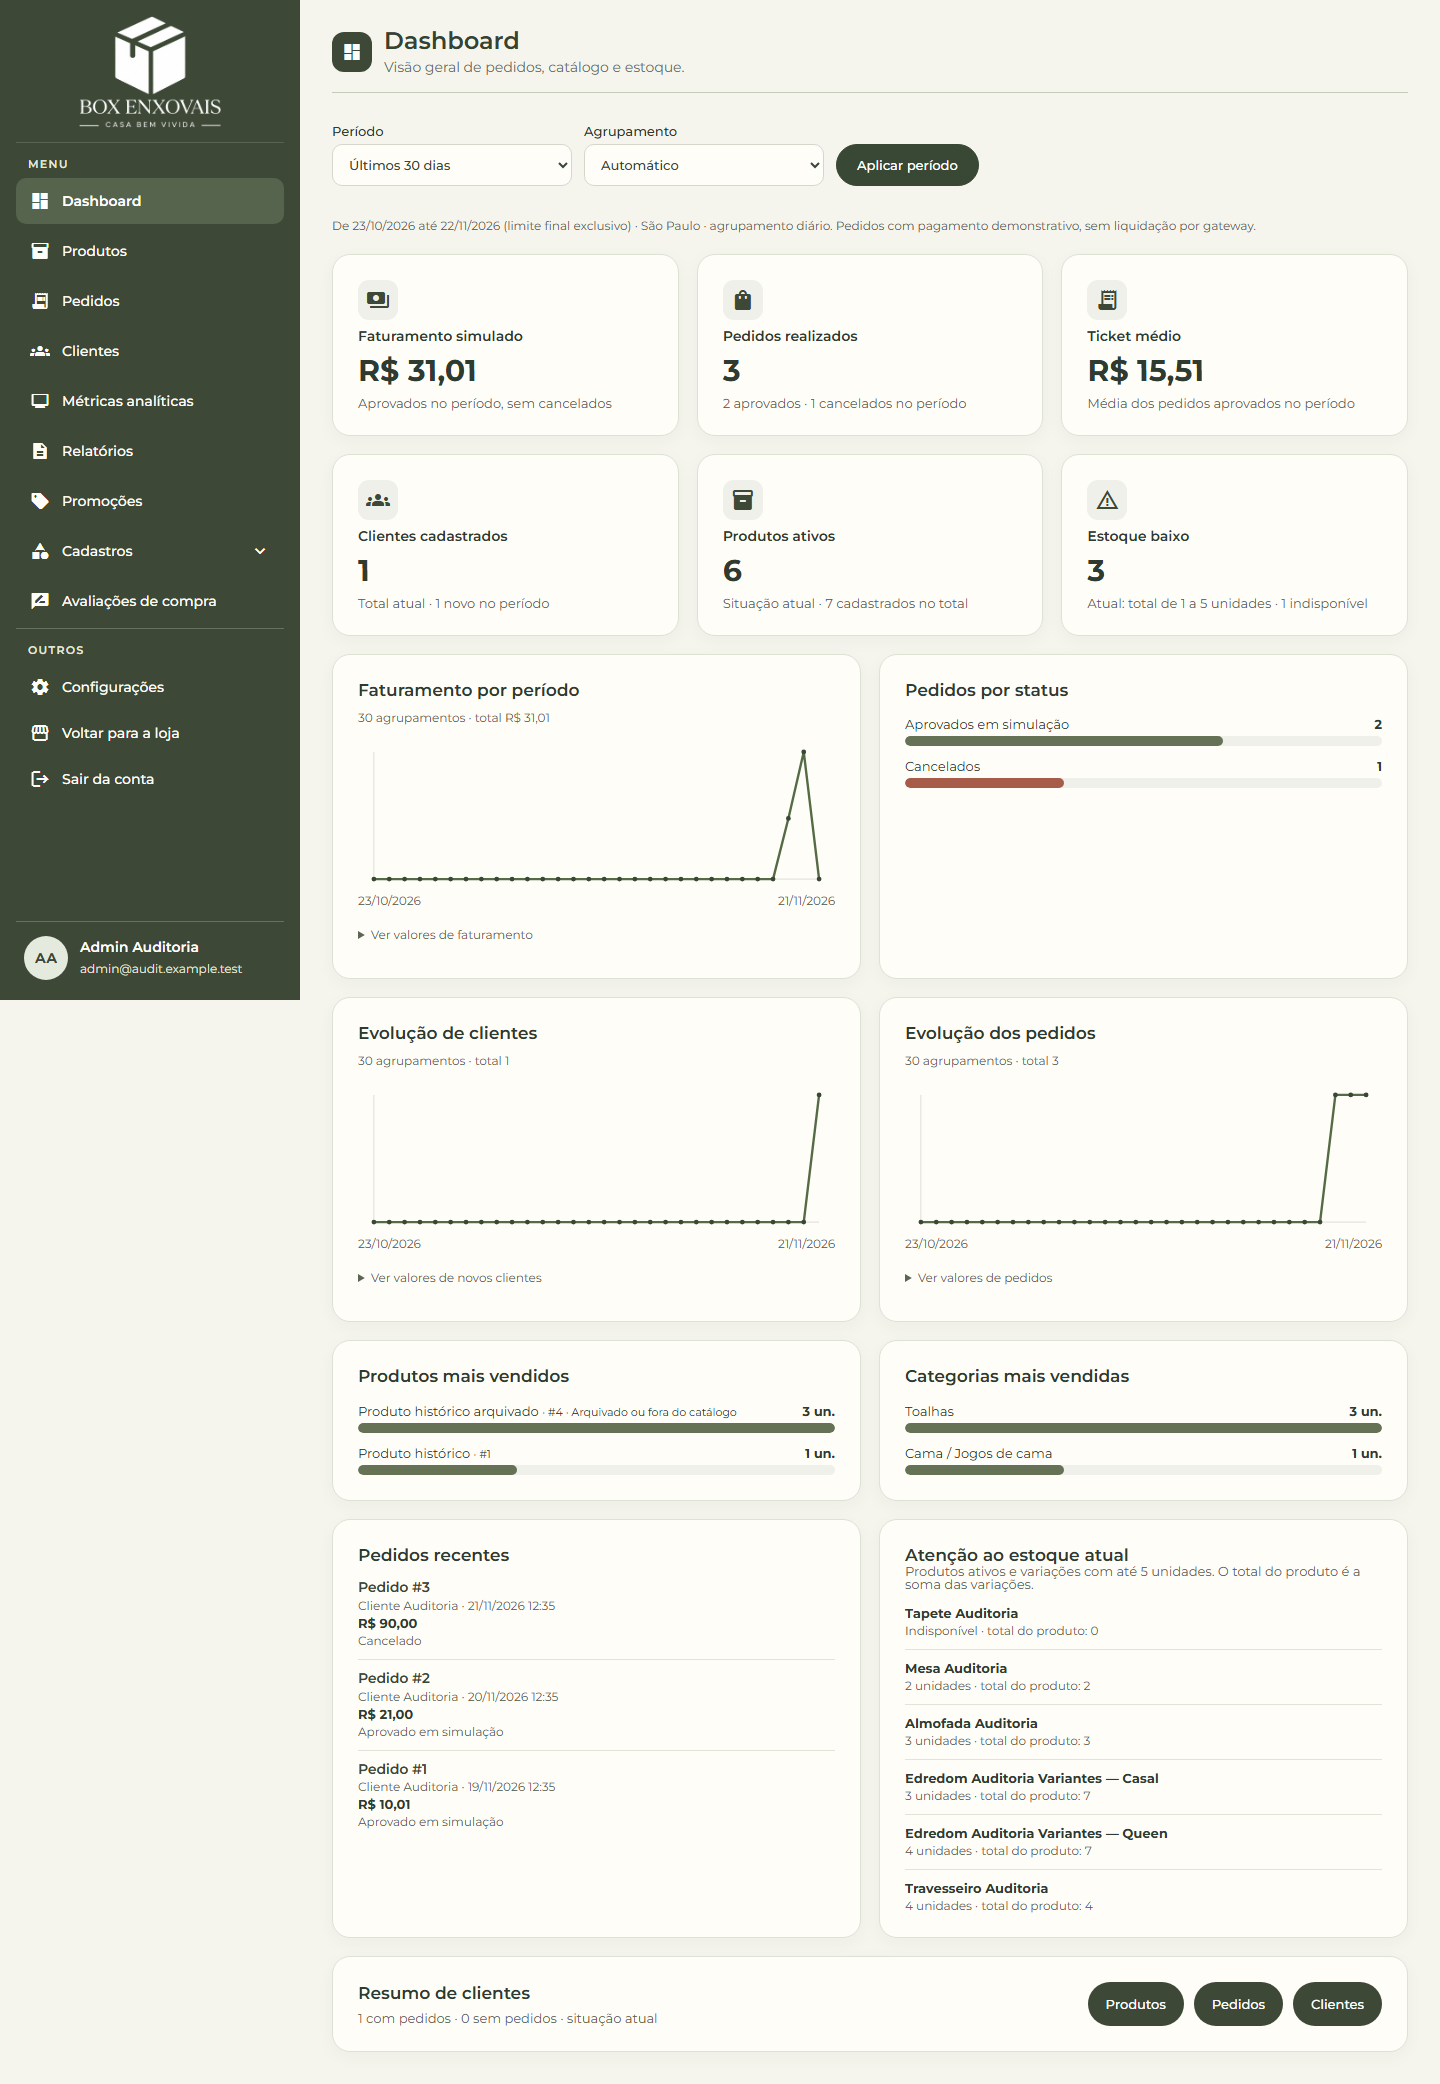 BOX ENXOVAIS
CASA BEM VIVIDA
MENU
Dashboard
Produtos
Pedidos
Clientes
Métricas analíticas
Relatórios
Promoções
Cadastros
Avaliações de compra
OUTROS
Configurações
Voltar para a loja
Sair da conta
AA
Admin Auditoria
admin@audit.example.test
Dashboard
Visão geral de pedidos, catálogo e estoque.
Período
Agrupamento
Últimos 30 dias
Automático
Aplicar período
De 23/10/2026 até 22/11/2026 (limite final exclusivo) · São Paulo · agrupamento diário. Pedidos com pagamento demonstrativo, sem liquidação por gateway.
Faturamento simulado
R$ 31,01
Aprovados no período, sem cancelados
Pedidos realizados
3
2 aprovados · 1 cancelados no período
Ticket médio
R$ 15,51
Média dos pedidos aprovados no período
Clientes cadastrados
1
Total atual · 1 novo no período
Produtos ativos
6
Situação atual · 7 cadastrados no total
Estoque baixo
3
Atual: total de 1 a 5 unidades · 1 indisponível
Faturamento por período
30 agrupamentos · total R$ 31,01
23/10/2026
21/11/2026
Ver valores de faturamento
Pedidos por status
Aprovados em simulação
2
Cancelados
1
Evolução de clientes
30 agrupamentos · total 1
23/10/2026
21/11/2026
Ver valores de novos clientes
Evolução dos pedidos
30 agrupamentos · total 3
23/10/2026
21/11/2026
Ver valores de pedidos
Produtos mais vendidos
Produto histórico arquivado · #4 · Arquivado ou fora do catálogo
3 un.
Produto histórico · #1
1 un.
Categorias mais vendidas
Toalhas
3 un.
Cama / Jogos de cama
1 un.
Pedidos recentes
Pedido #3
Cliente Auditoria · 21/11/2026 12:35
R$ 90,00
Cancelado
Pedido #2
Cliente Auditoria · 20/11/2026 12:35
R$ 21,00
Aprovado em simulação
Pedido #1
Cliente Auditoria · 19/11/2026 12:35
R$ 10,01
Aprovado em simulação
Atenção ao estoque atual
Produtos ativos e variações com até 5 unidades. O total do produto é a
soma das variações.
Tapete Auditoria
Indisponível · total do produto: 0
Mesa Auditoria
2 unidades · total do produto: 2
Almofada Auditoria
3 unidades · total do produto: 3
Edredom Auditoria Variantes — Casal
3 unidades · total do produto: 7
Edredom Auditoria Variantes — Queen
4 unidades · total do produto: 7
Travesseiro Auditoria
4 unidades · total do produto: 4
Resumo de clientes
1 com pedidos · 0 sem pedidos · situação atual
Produtos
Pedidos
Clientes